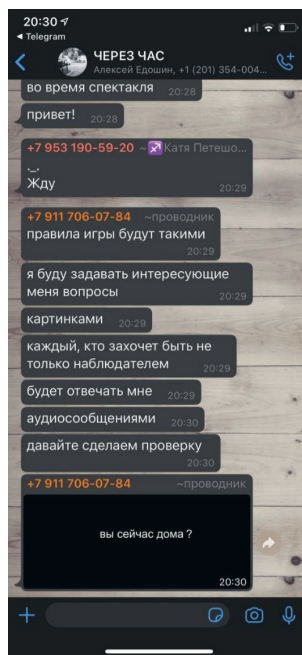 20:30
Telegram
ЧЕРЕЗ ЧАС
Алексей Едошин, +1 (201) 354-004...
во время спектакля 20:28
привет! 20:28
+7 953 190-59-20 ~♐Катя Петешо...
._.
Жду
20:29
+7 911 706-07-84 ~проводник
правила игры будут такими
20:29
я буду задавать интересующие
меня вопросы 20:29
картинками 20:29
каждый, кто захочет быть не
только наблюдателем 20:29
будет отвечать мне 20:29
аудиосообщениями 20:30
давайте сделаем проверку
20:30
+7 911 706-07-84 ~проводник
вы сейчас дома ?
20:30